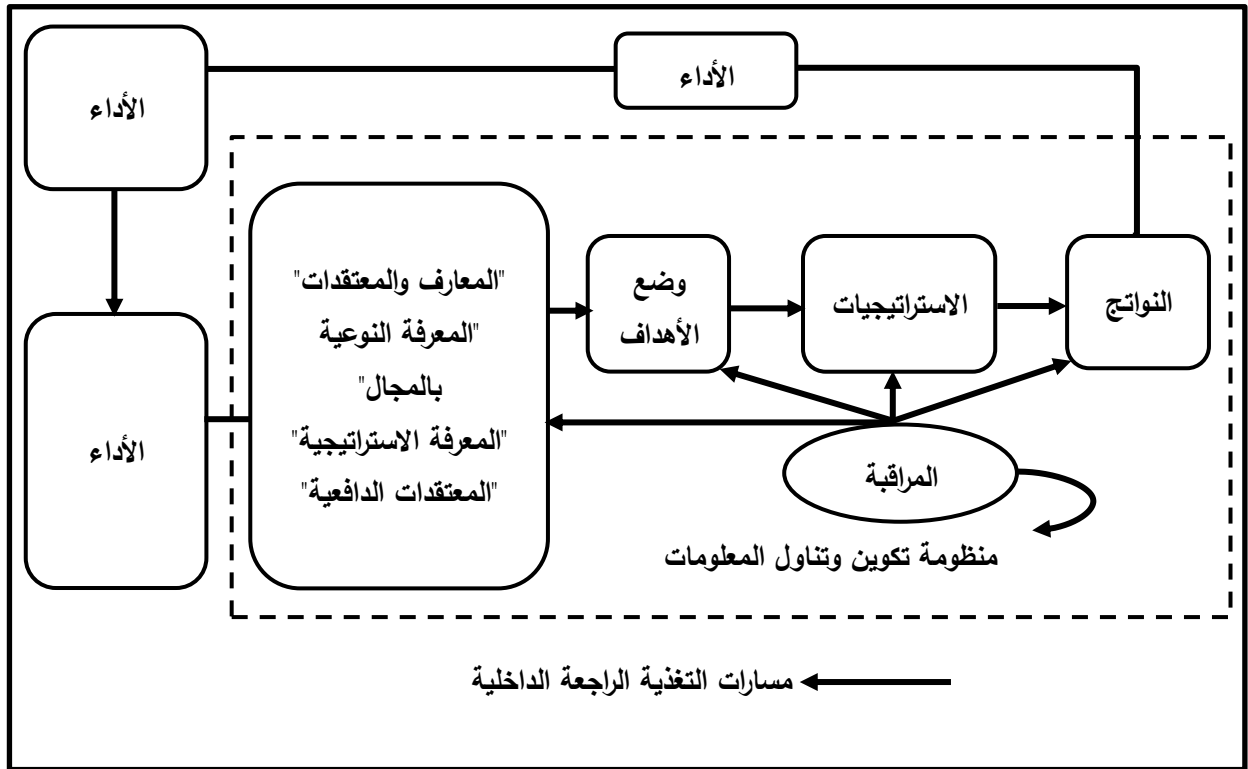 الأداء
الأداء
"المعارف والمعتقدات"
"المعرفة النوعية
بالمجال"
"المعرفة الاستراتيجية"
"المعتقدات الدافعية"
وضع
الأهداف
الاستراتيجيات
النواتج
الأداء
المراقبة
منظومة تكوين وتناول المعلومات
مسارات التغذية الراجعة الداخلية